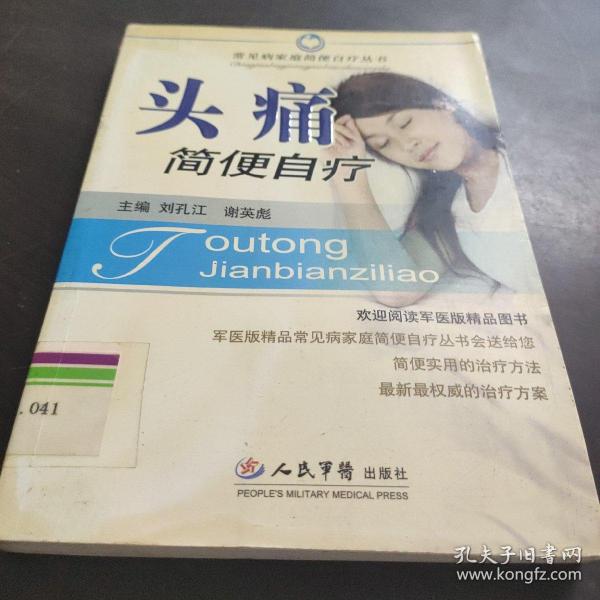 常见病家庭简便自疗丛书
头痛
简便自疗
主编 刘孔江 谢英彪
Toutong
Jianbianziliao
欢迎阅读军医版精品图书
军医版精品常见病家庭简便自疗丛书会送给您
简便实用的治疗方法
最新最权威的治疗方案
.041
人民军醫出版社
PEOPLE'S MILITARY MEDICAL PRESS
孔夫子旧书网
www.kongfz.com